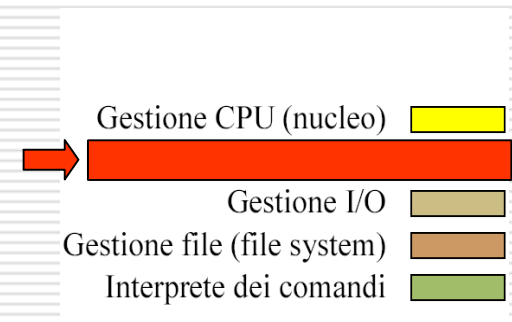 Gestione CPU (nucleo)
Gestione I/O
Gestione file (file system)
Interprete dei comandi